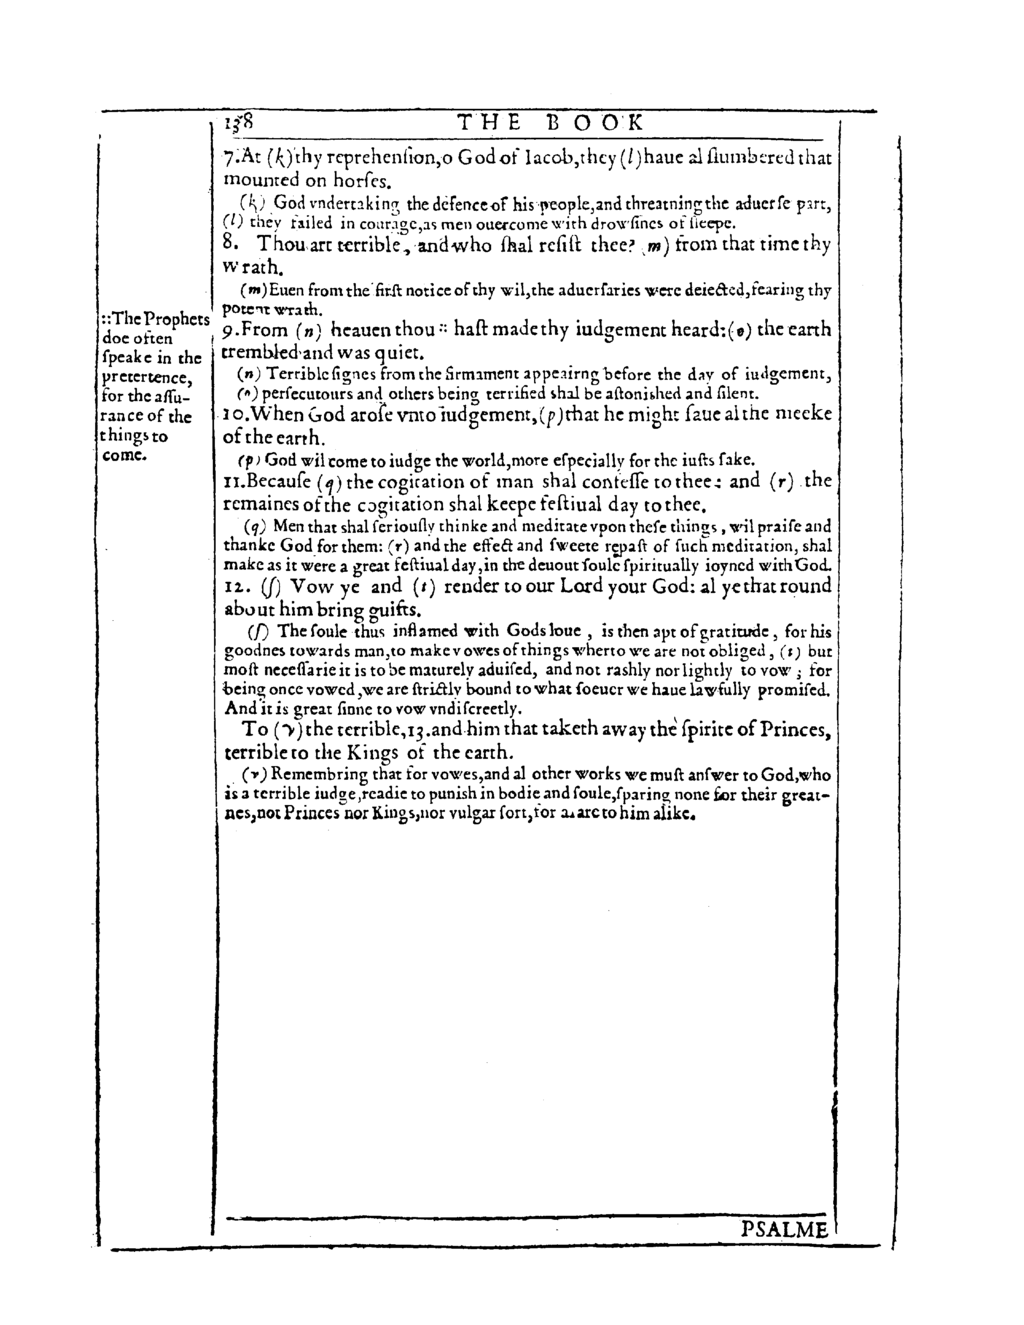 138 THE BOOK
7. At (k) thy reprehenſion, o God of Iacob, they (l) haue al ſlumbered that
mounted on horſes.
(k) God vndertaking the defence of his people, and threatning the aduerſe part,
(l) they failed in courage, as men ouercome with drowſines of ſleepe.
8. Thou art terrible, and who ſhal reſiſt thee? m) from that time thy
wrath.
(m) Euen from the firſt notice of thy wil, the aduerſaries were deiected, fearing thy
potent wrath.
9. From (n) heauen thou :: haſt made thy iudgement heard: (o) the earth
trembled and was quiet.
(n) Terrible ſignes from the firmament appeairng before the day of iudgement,
(o) perſecutours and others being terrified shal be aſtonished and ſilent.
10. When God aroſe vnto iudgement, (p) that he might ſaue al the meeke
of the earth.
(p) God wil come to iudge the world, more eſpecially for the iuſts ſake.
11. Becauſe (q) the cogitation of man shal confeſſe to thee: and (r) the
remaines of the cogitation shal keepe feſtiual day to thee.
(q) Men that shal ſeriouſly thinke and meditate vpon theſe things, wil praiſe and
thanke God for them: (r) and the effect and ſweete repaſt of ſuch meditation, shal
make as it were a great feſtiual day, in the deuout ſoule ſpiritually ioyned with God.
12. (ſ) Vow ye and (t) render to our Lord your God: al ye that round
about him bring guifts.
(ſ) The ſoule thus inflamed with Gods loue, is then apt of gratitude, for his
goodnes towards man, to make vowes of things wherto we are not obliged, (t) but
moſt neceſſarie it is to be maturely aduiſed, and not rashly nor lightly to vow; for
being once vowed, we are ſtrictly bound to what ſoeuer we haue lawfully promiſed.
And it is great ſinne to vow vndiſcreetly.
To (v) the terrible, 13. and him that taketh away the ſpirite of Princes,
terrible to the Kings of the earth.
(v) Remembring that for vowes, and al other works we muſt anſwer to God, who
is a terrible iudge, readie to punish in bodie and ſoule, ſparing none for their great-
nes, not Princes nor Kings, nor vulgar ſort, for are to him alike.
:: The Prophets
doe often
ſpeake in the
pretertence,
for the aſſu-
rance of the
things to
come.
PSALME